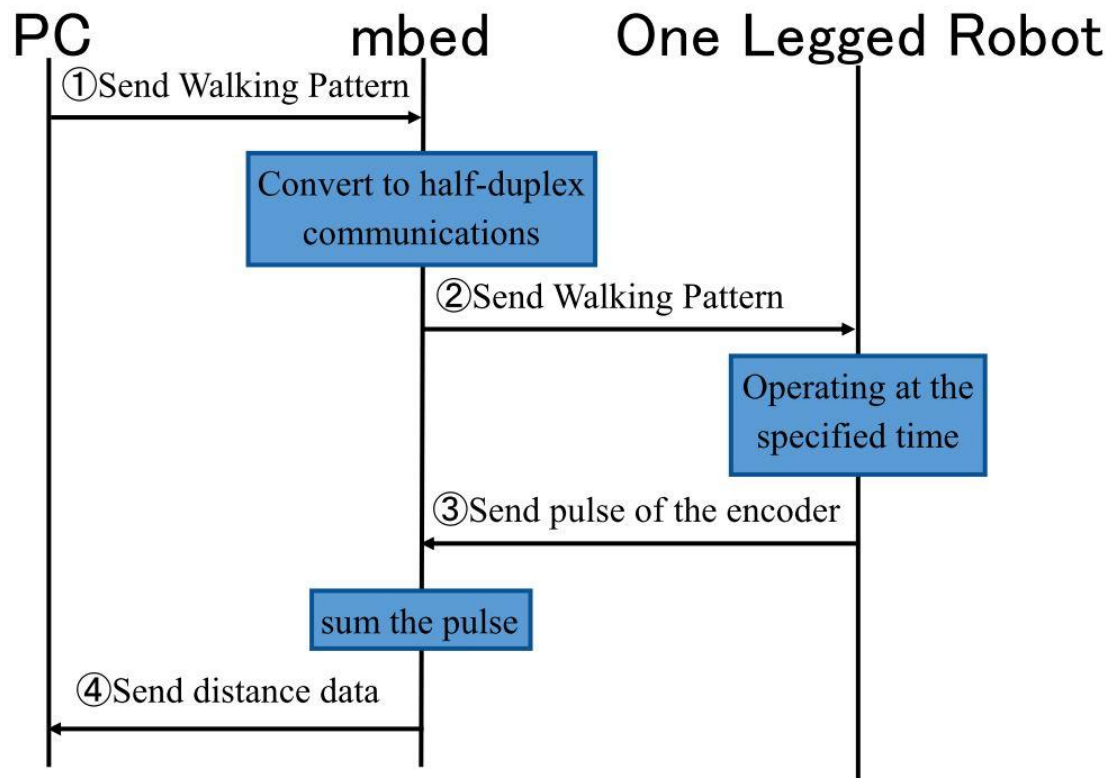 PC
mbed
One Legged Robot
①Send Walking Pattern
Convert to half-duplex
communications
②Send Walking Pattern
Operating at the
specified time
③Send pulse of the encoder
sum the pulse
④Send distance data